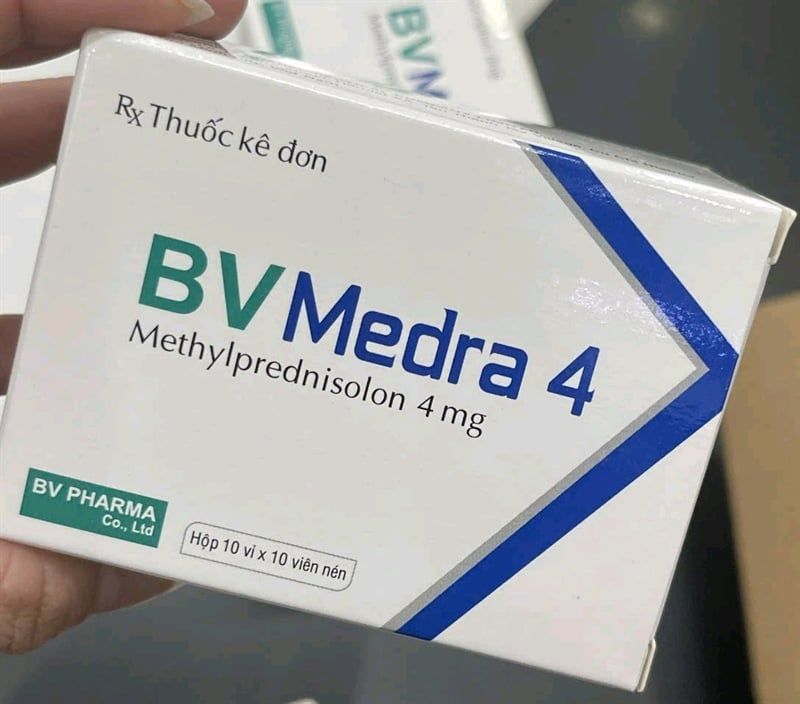 Rx Thuốc kê đơn
BVMedra 4
Methylprednisolon 4 mg
BV PHARMA
Co., Ltd
Hộp 10 vỉ x 10 viên nén
BVM